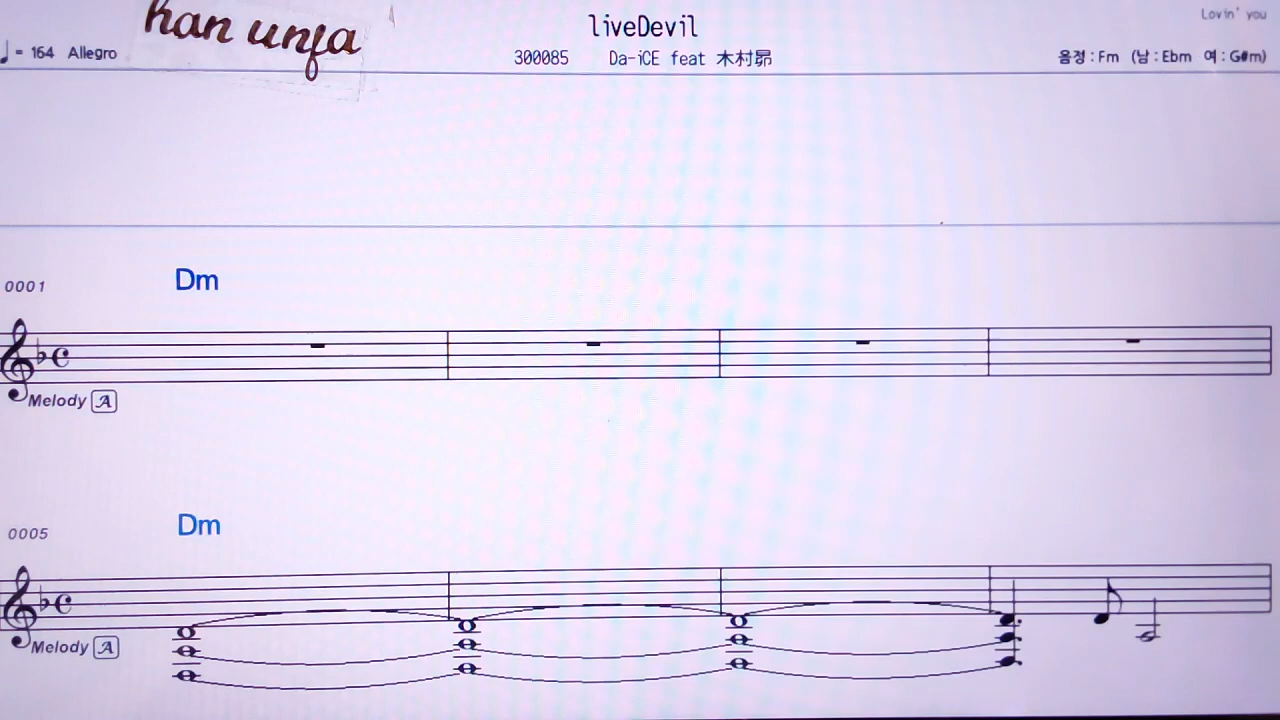 han unfa
liveDevil
Lovin' you
♩= 164 Allegro
300085 Da-iCE feat 木村昴
음정 : Fm (남 : Ebm 여 : G#m)
0001 Dm
Melody A
0005 Dm
Melody A